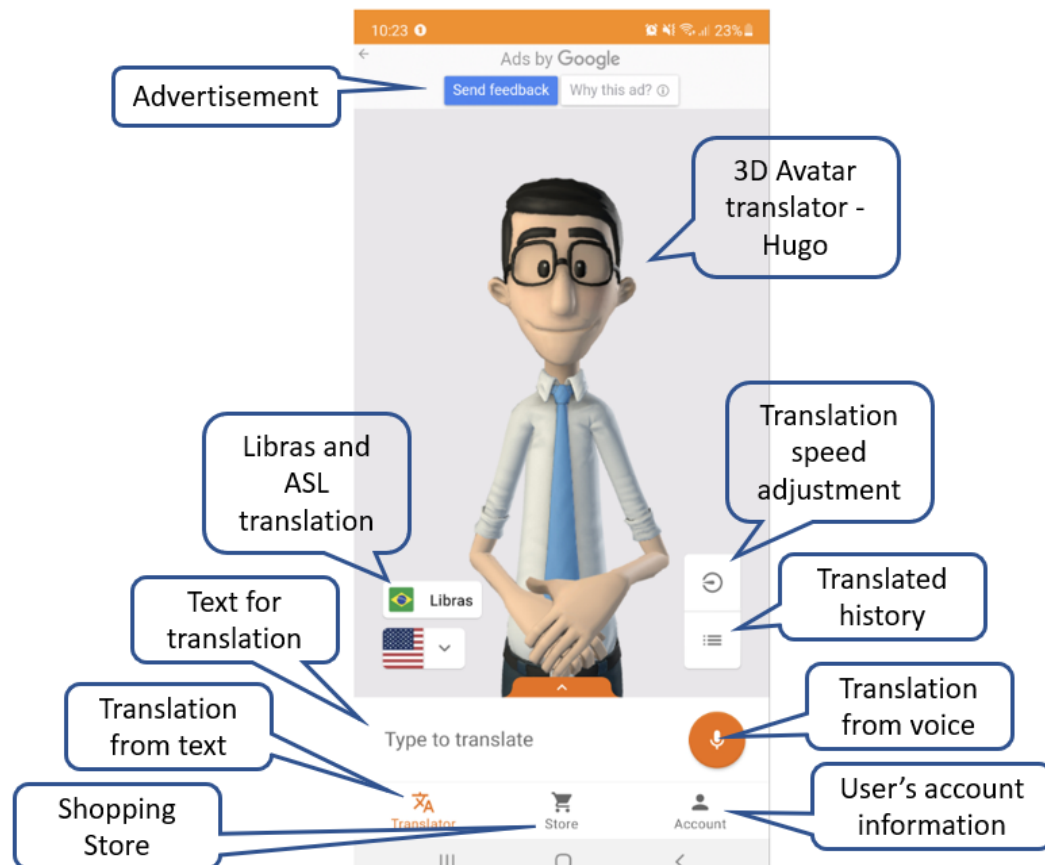 10:23
23%
Ads by Google
Send feedback
Why this ad?
Advertisement
3D Avatar
translator -
Hugo
Translation
speed
adjustment
Libras and
ASL
translation
Libras
Translated
history
Text for
translation
Translation
from voice
Type to translate
Translation
from text
User's account
information
Translator
Store
Account
Shopping
Store